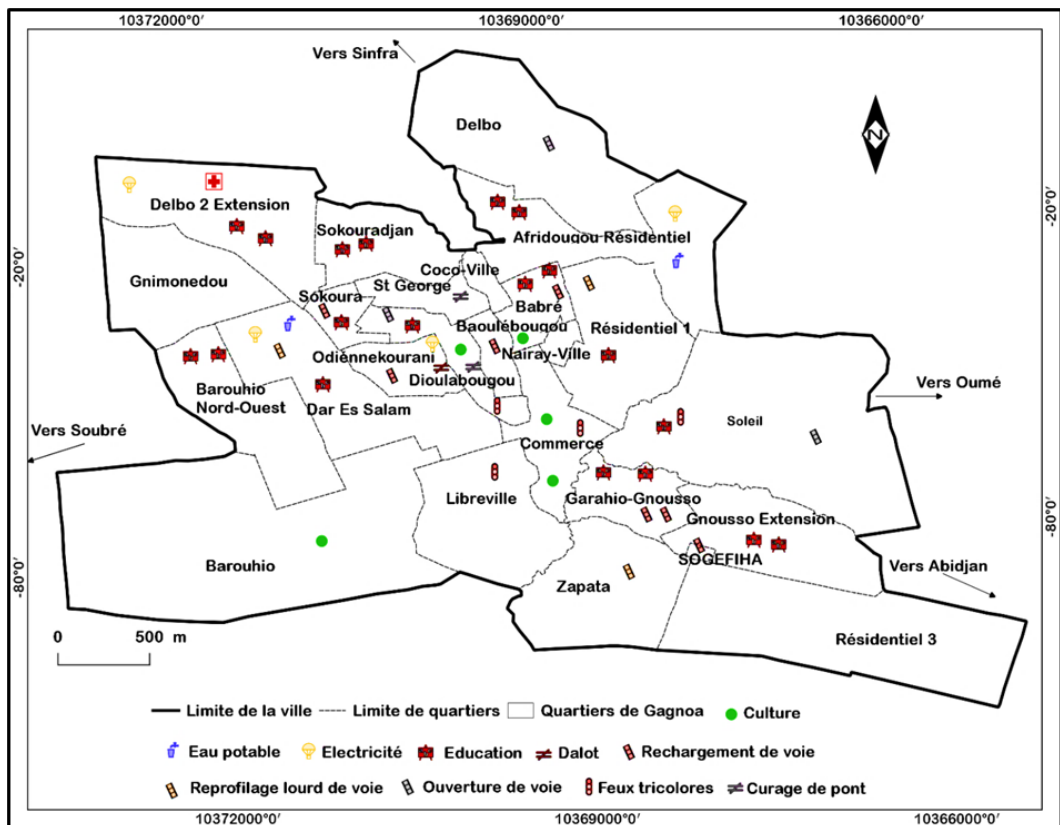 10372000°0' 10369000°0' 10366000°0'
Vers Sinfra
Delbo
Z
-20°0'
Delbo 2 Extension
Sokouradjan
Afridouqou Résidentiel
-20°0'
Coco-Ville
Gnimonedou
St George
Sokoura
Babré
Baoulébouqou
Résidentiel 1
Odiènnekourani
Nairay-Ville
Dioulabougou
Barouhio
Nord-Ouest
Vers Oumé
Dar Es Salam
Soleil
Vers Soubré
Commerce
Libreville
Garahio-Gnousso
Gnousso Extension
-80°0'
SOGEFIHA
Barouhio
Zapata
Vers Abidjan
-80°0'
0 500 m
Résidentiel 3
Limite de la ville
Limite de quartiers
Quartiers de Gagnoa
Culture
Eau potable
Electricité
Education
Dalot
Rechargement de voie
Reprofilage lourd de voie
Ouverture de voie
Feux tricolores
Curage de pont
10372000°0' 10369000°0' 10366000°0'